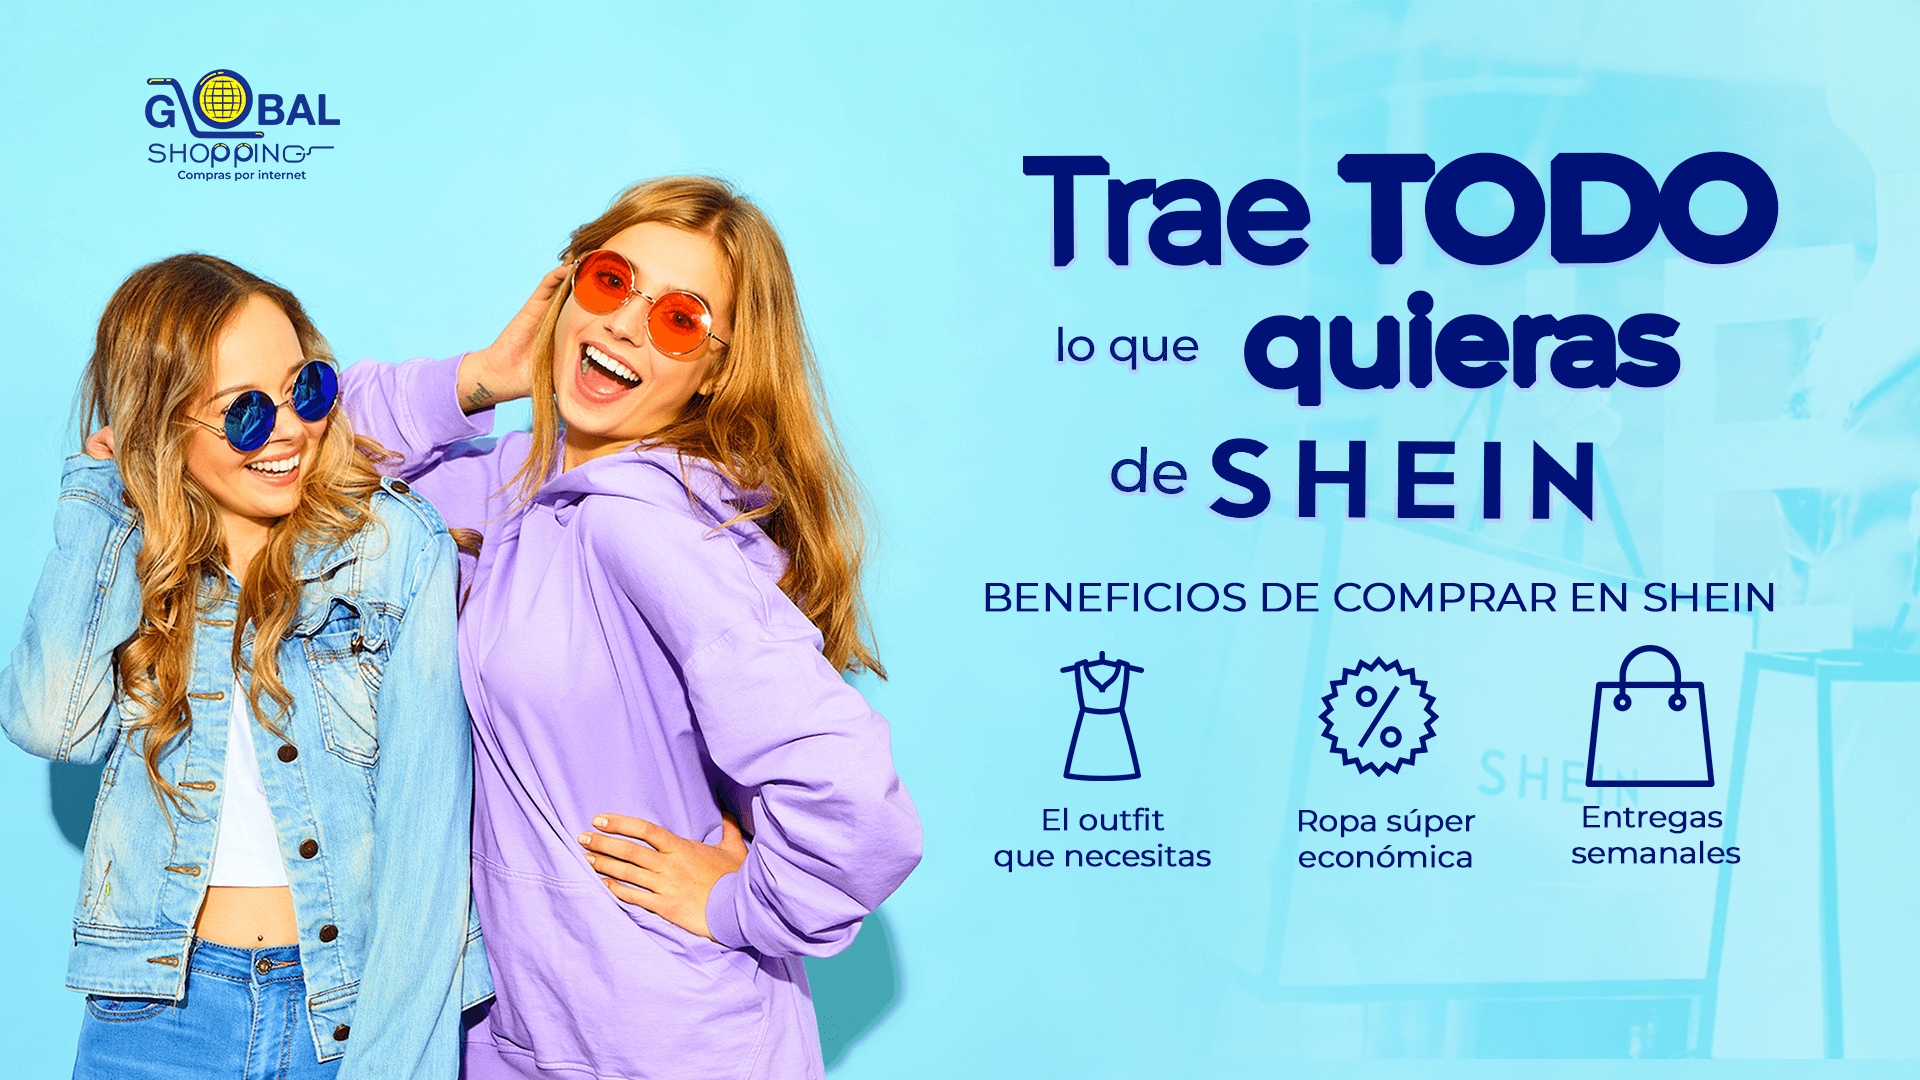 GLOBAL
SHOPPING
Compras por internet
Trae TODO
lo que quieras
de SHEIN
BENEFICIOS DE COMPRAR EN SHEIN
El outfit
que necesitas
Ropa súper
económica
SHEIN
Entregas
semanales